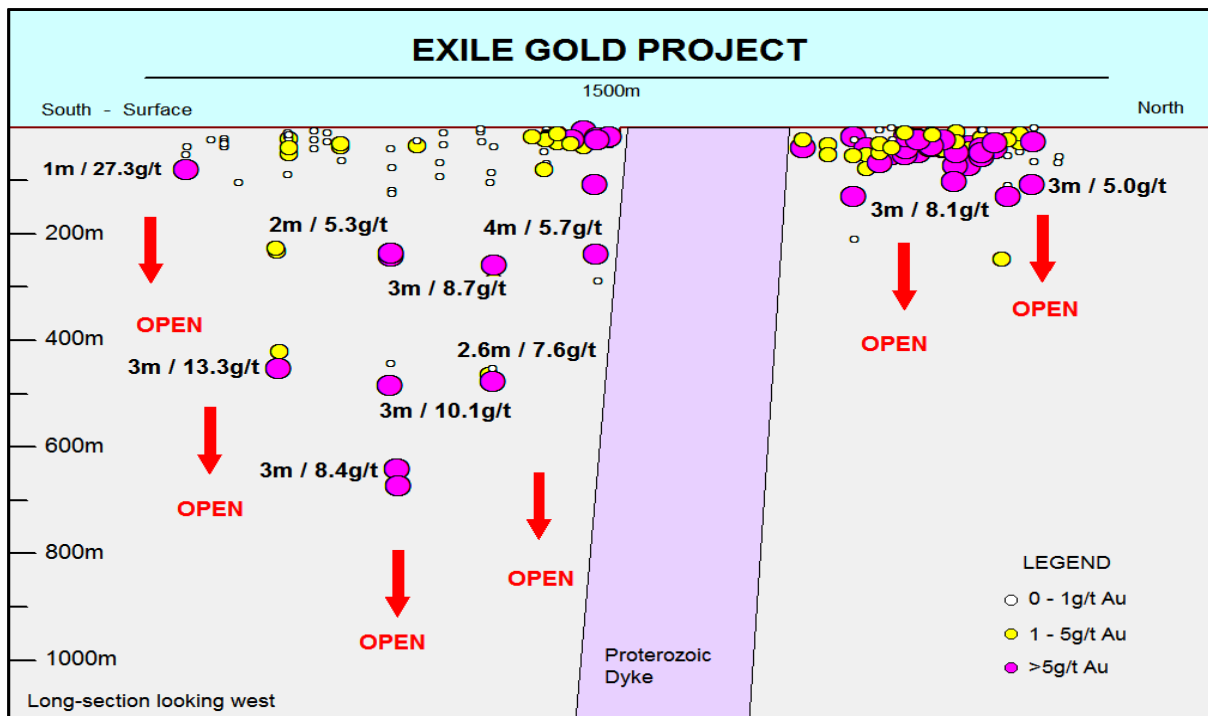 EXILE GOLD PROJECT
1500m
South - Surface
North
1m / 27.3g/t
3m / 5.0g/t
3m / 8.1g/t
2m / 5.3g/t
4m / 5.7g/t
200m
3m / 8.7g/t
OPEN
OPEN
OPEN
400m
2.6m / 7.6g/t
3m / 13.3g/t
3m / 10.1g/t
600m
3m / 8.4g/t
OPEN
800m
OPEN
LEGEND
0 - 1g/t Au
OPEN
1 - 5g/t Au
1000m
Proterozoic
Dyke
>5g/t Au
Long-section looking west